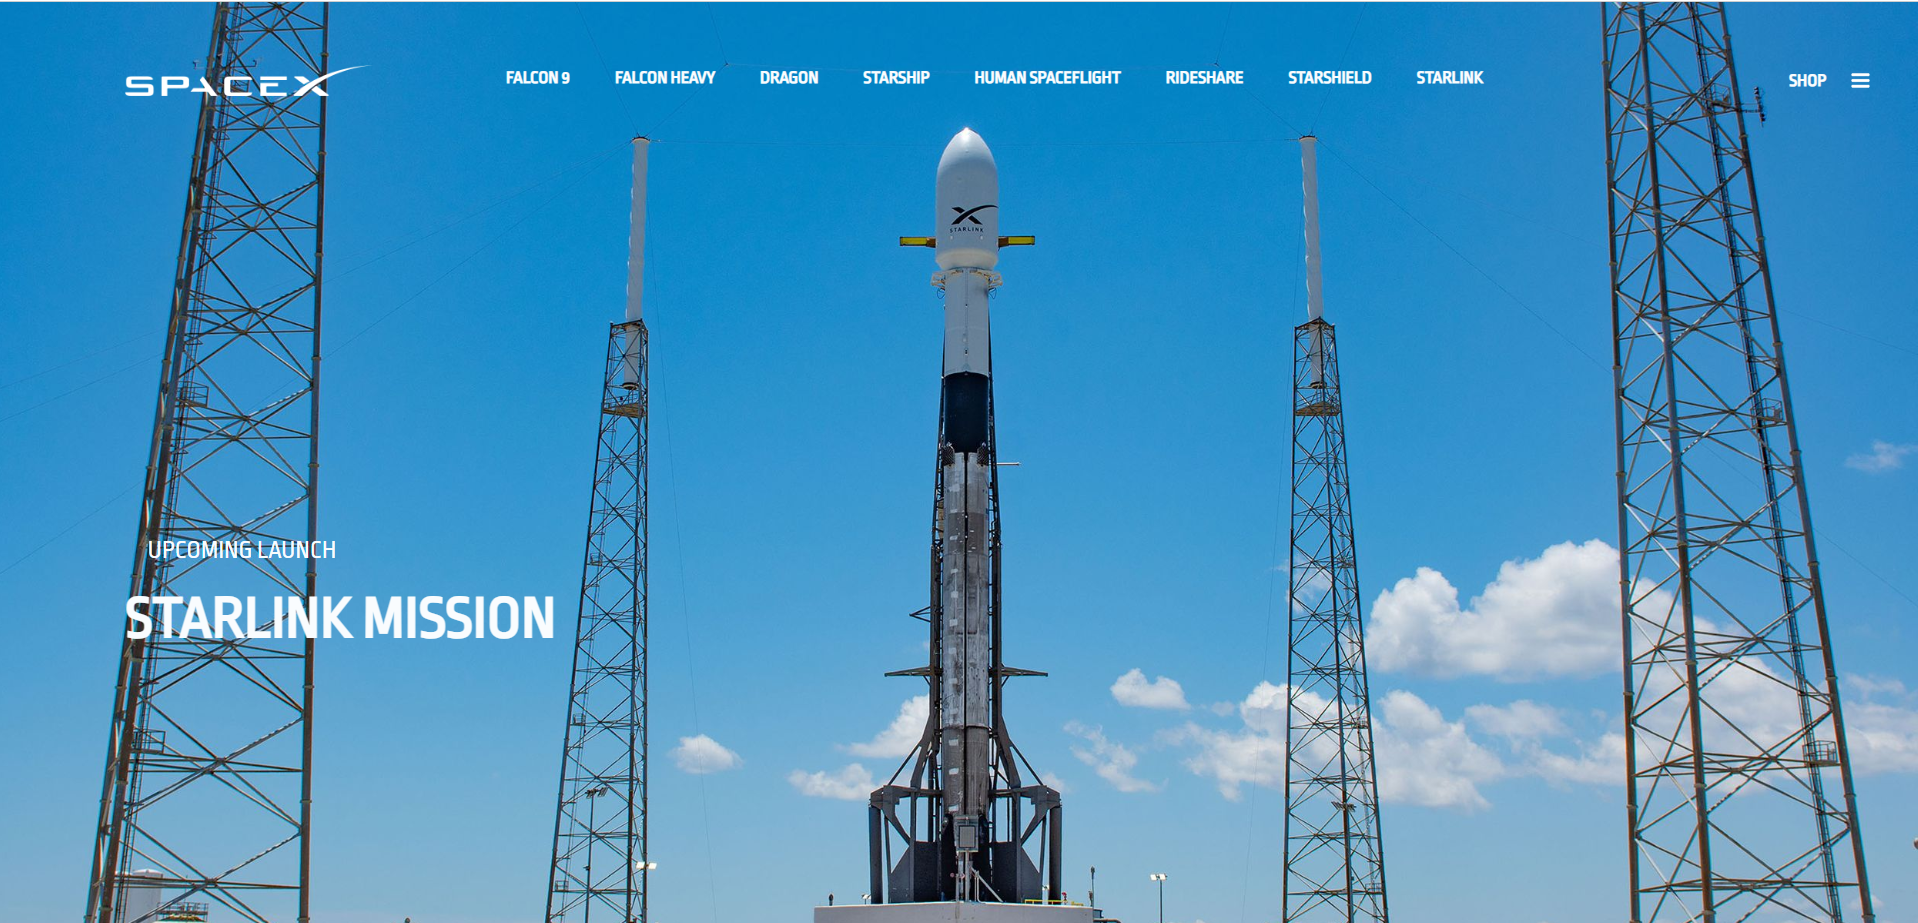 SPACEX
FALCON 9
FALCON HEAVY
DRAGON
STARSHIP
HUMAN SPACEFLIGHT
RIDESHARE
STARSHIELD
STARLINK
SHOP
STARLINK
UPCOMING LAUNCH
STARLINK MISSION